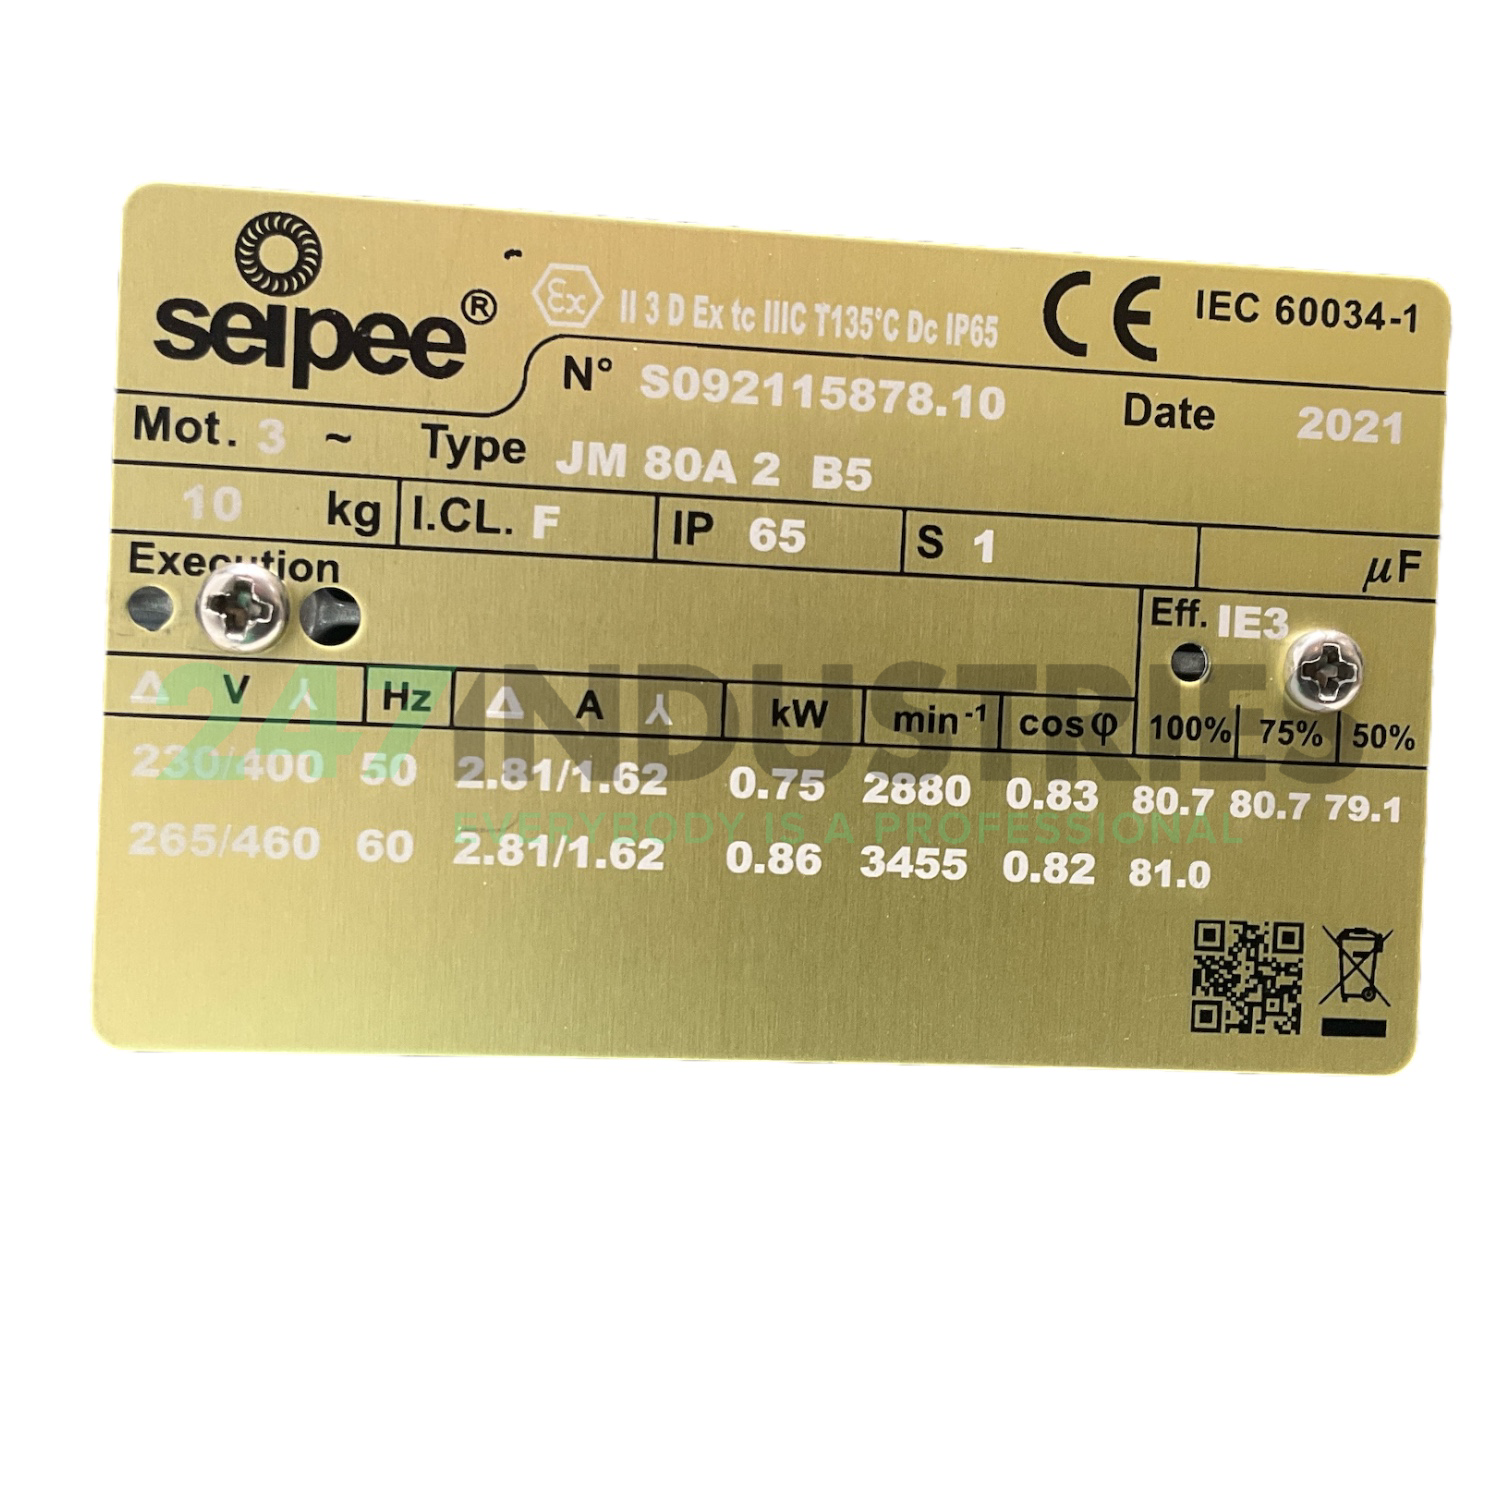 seipee®
Ex II 3 D Ex tc IIIC T135°C Dc IP65
CE IEC 60034-1
N° S092115878.10 Date 2021
Mot. 3 ~ Type JM 80A 2 B5
10 kg I.CL. F IP 65 S 1 µF
Execution
Eff. IE3
Δ V ⅄ Hz Δ A ⅄ kW min-1 cosφ 100% 75% 50%
230/400 50 2.81/1.62 0.75 2880 0.83 80.7 80.7 79.1
265/460 60 2.81/1.62 0.86 3455 0.82 81.0
247 INDUSTRIES
EVERYBODY IS A PROFESSIONAL